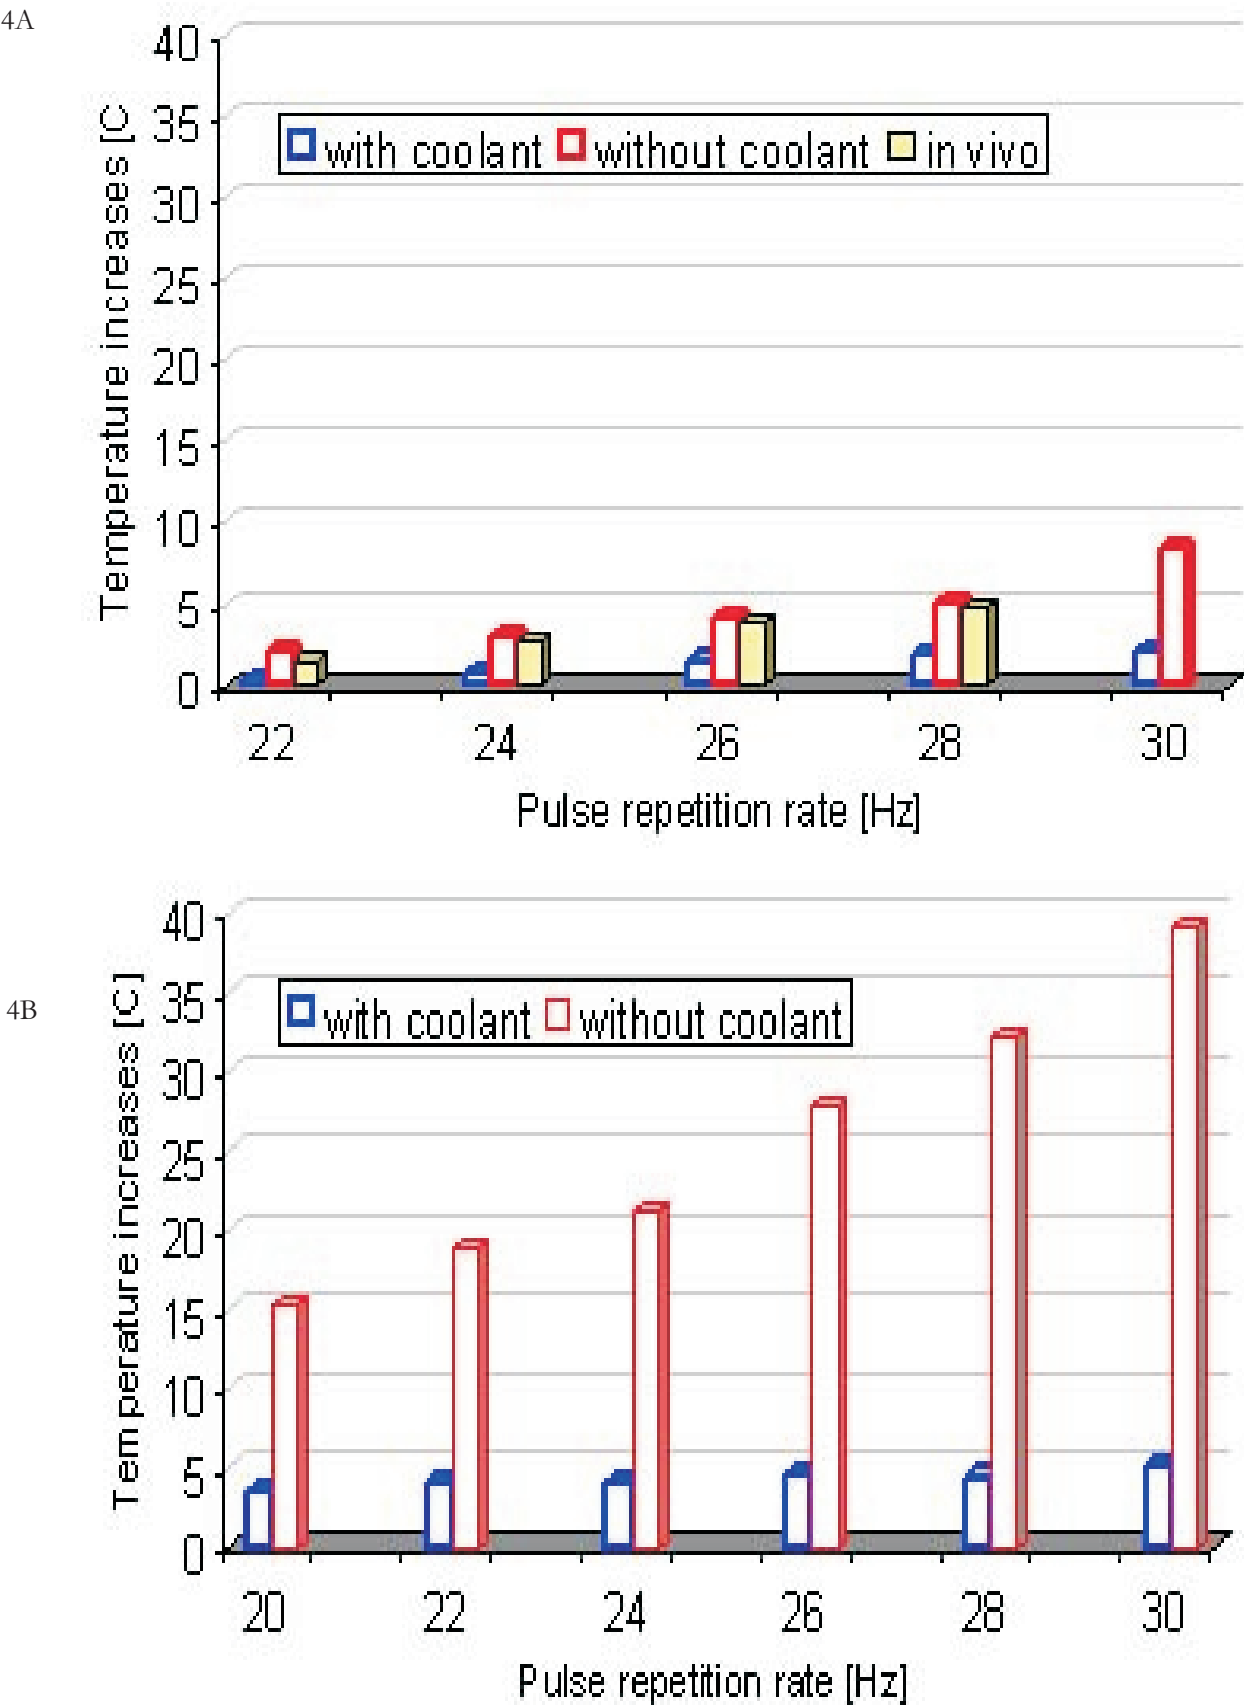 4A
40
35
30
25
20
15
10
5
0
Temperature increases [C
with coolant without coolant in vivo
22 24 26 28 30
Pulse repetition rate [Hz]
4B
40
35
30
25
20
15
10
5
0
Tem perature increases [C]
with coolant without coolant
20 22 24 26 28 30
Pulse repetition rate [Hz]